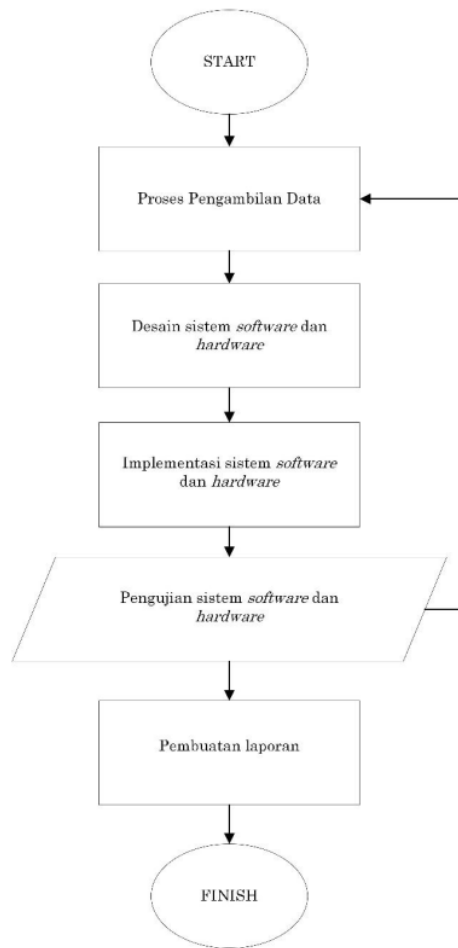 START
Proses Pengambilan Data
Desain sistem software dan
hardware
Implementasi sistem software
dan hardware
Pengujian sistem software dan
hardware
Pembuatan laporan
FINISH